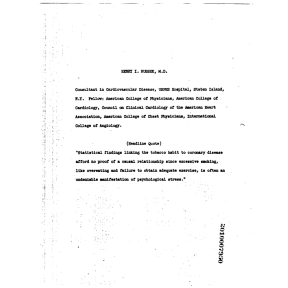 HENRY I. RUSSEK, M.D.
Consultant in Cardiovascular Disease, USPHS Hospital, Staten Island,
N.Y. Fellow: American College of Physicians, American College of
Cardiology, Council on Clinical Cardiology of the American Heart
Association, American College of Chest Physicians, International
College of Angiology.
(Headline Quote)
"Statistical findings linking the tobacco habit to coronary disease
afford no proof of a causal relationship since excessive smoking,
like overeating and failure to obtain adequate exercise, is often an
undeniable manifestation of psychological stress."